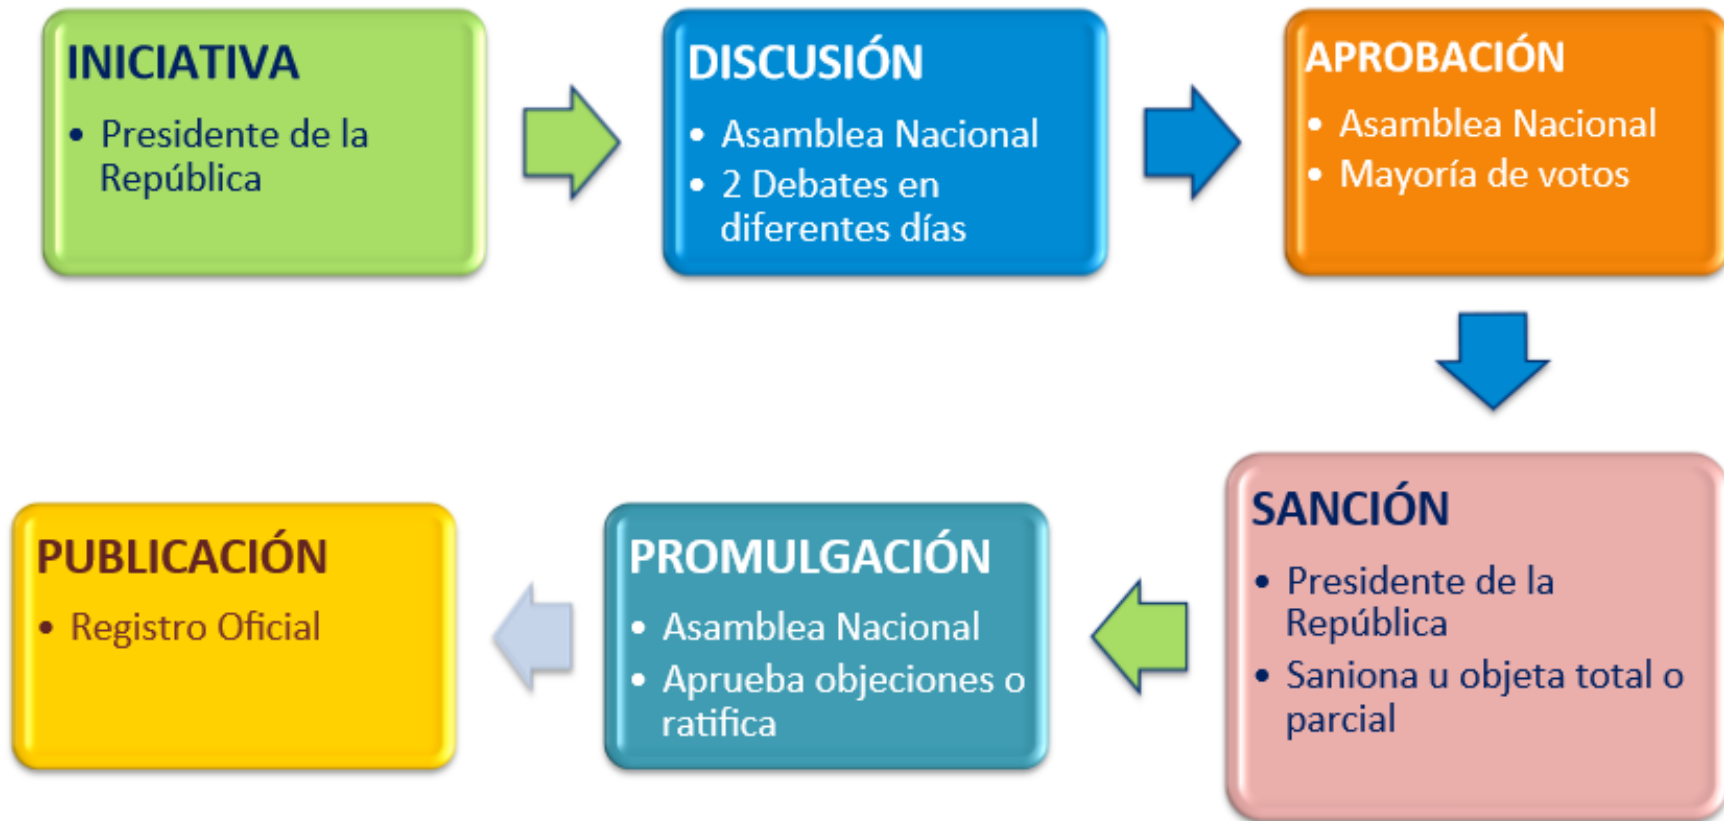 INICIATIVA
• Presidente de la
República
DISCUSIÓN
• Asamblea Nacional
• 2 Debates en
diferentes días
APROBACIÓN
• Asamblea Nacional
• Mayoría de votos
SANCIÓN
• Presidente de la
República
• Saniona u objeta total o
parcial
PROMULGACIÓN
• Asamblea Nacional
• Aprueba objeciones o
ratifica
PUBLICACIÓN
• Registro Oficial